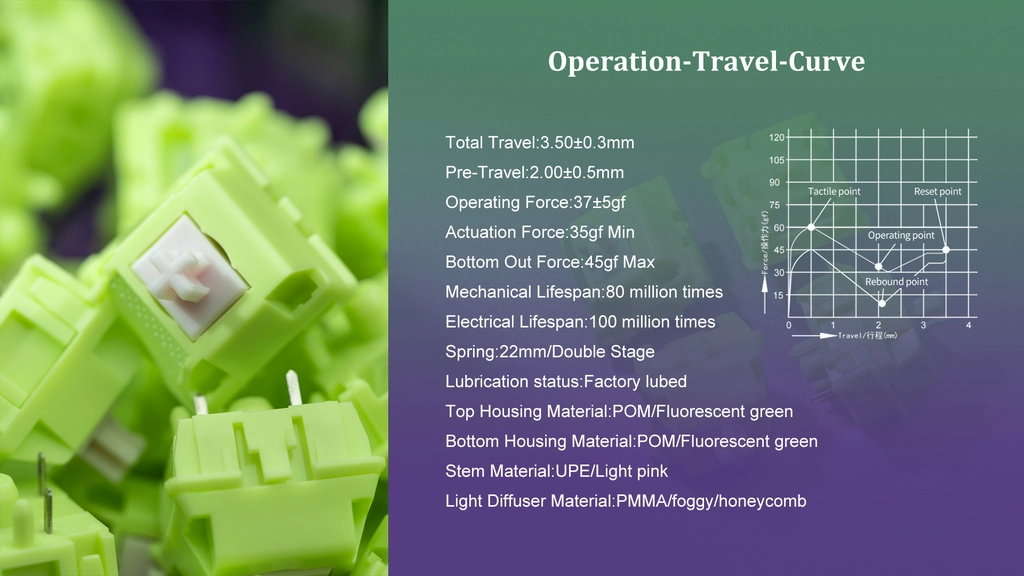 Operation-Travel-Curve
Total Travel:3.50±0.3mm
Pre-Travel:2.00±0.5mm
Operating Force:37±5gf
Actuation Force:35gf Min
Bottom Out Force:45gf Max
Mechanical Lifespan:80 million times
Electrical Lifespan:100 million times
Spring:22mm/Double Stage
Lubrication status:Factory lubed
Top Housing Material:POM/Fluorescent green
Bottom Housing Material:POM/Fluorescent green
Stem Material:UPE/Light pink
Light Diffuser Material:PMMA/foggy/honeycomb
120
105
90
75
60
45
30
15
Force/操作力(gf)
Tactile point
Reset point
Operating point
Rebound point
0 1 2 3 4
Travel/行程(mm)